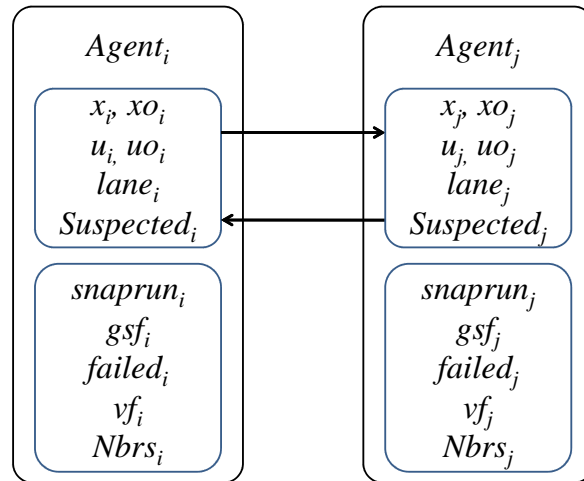 Agent_i
x_i, xo_i
u_i, uo_i
lane_i
Suspected_i
snaprun_i
gsf_i
failed_i
vf_i
Nbrs_i
Agent_j
x_j, xo_j
u_j, uo_j
lane_j
Suspected_j
snaprun_j
gsf_j
failed_j
vf_j
Nbrs_j